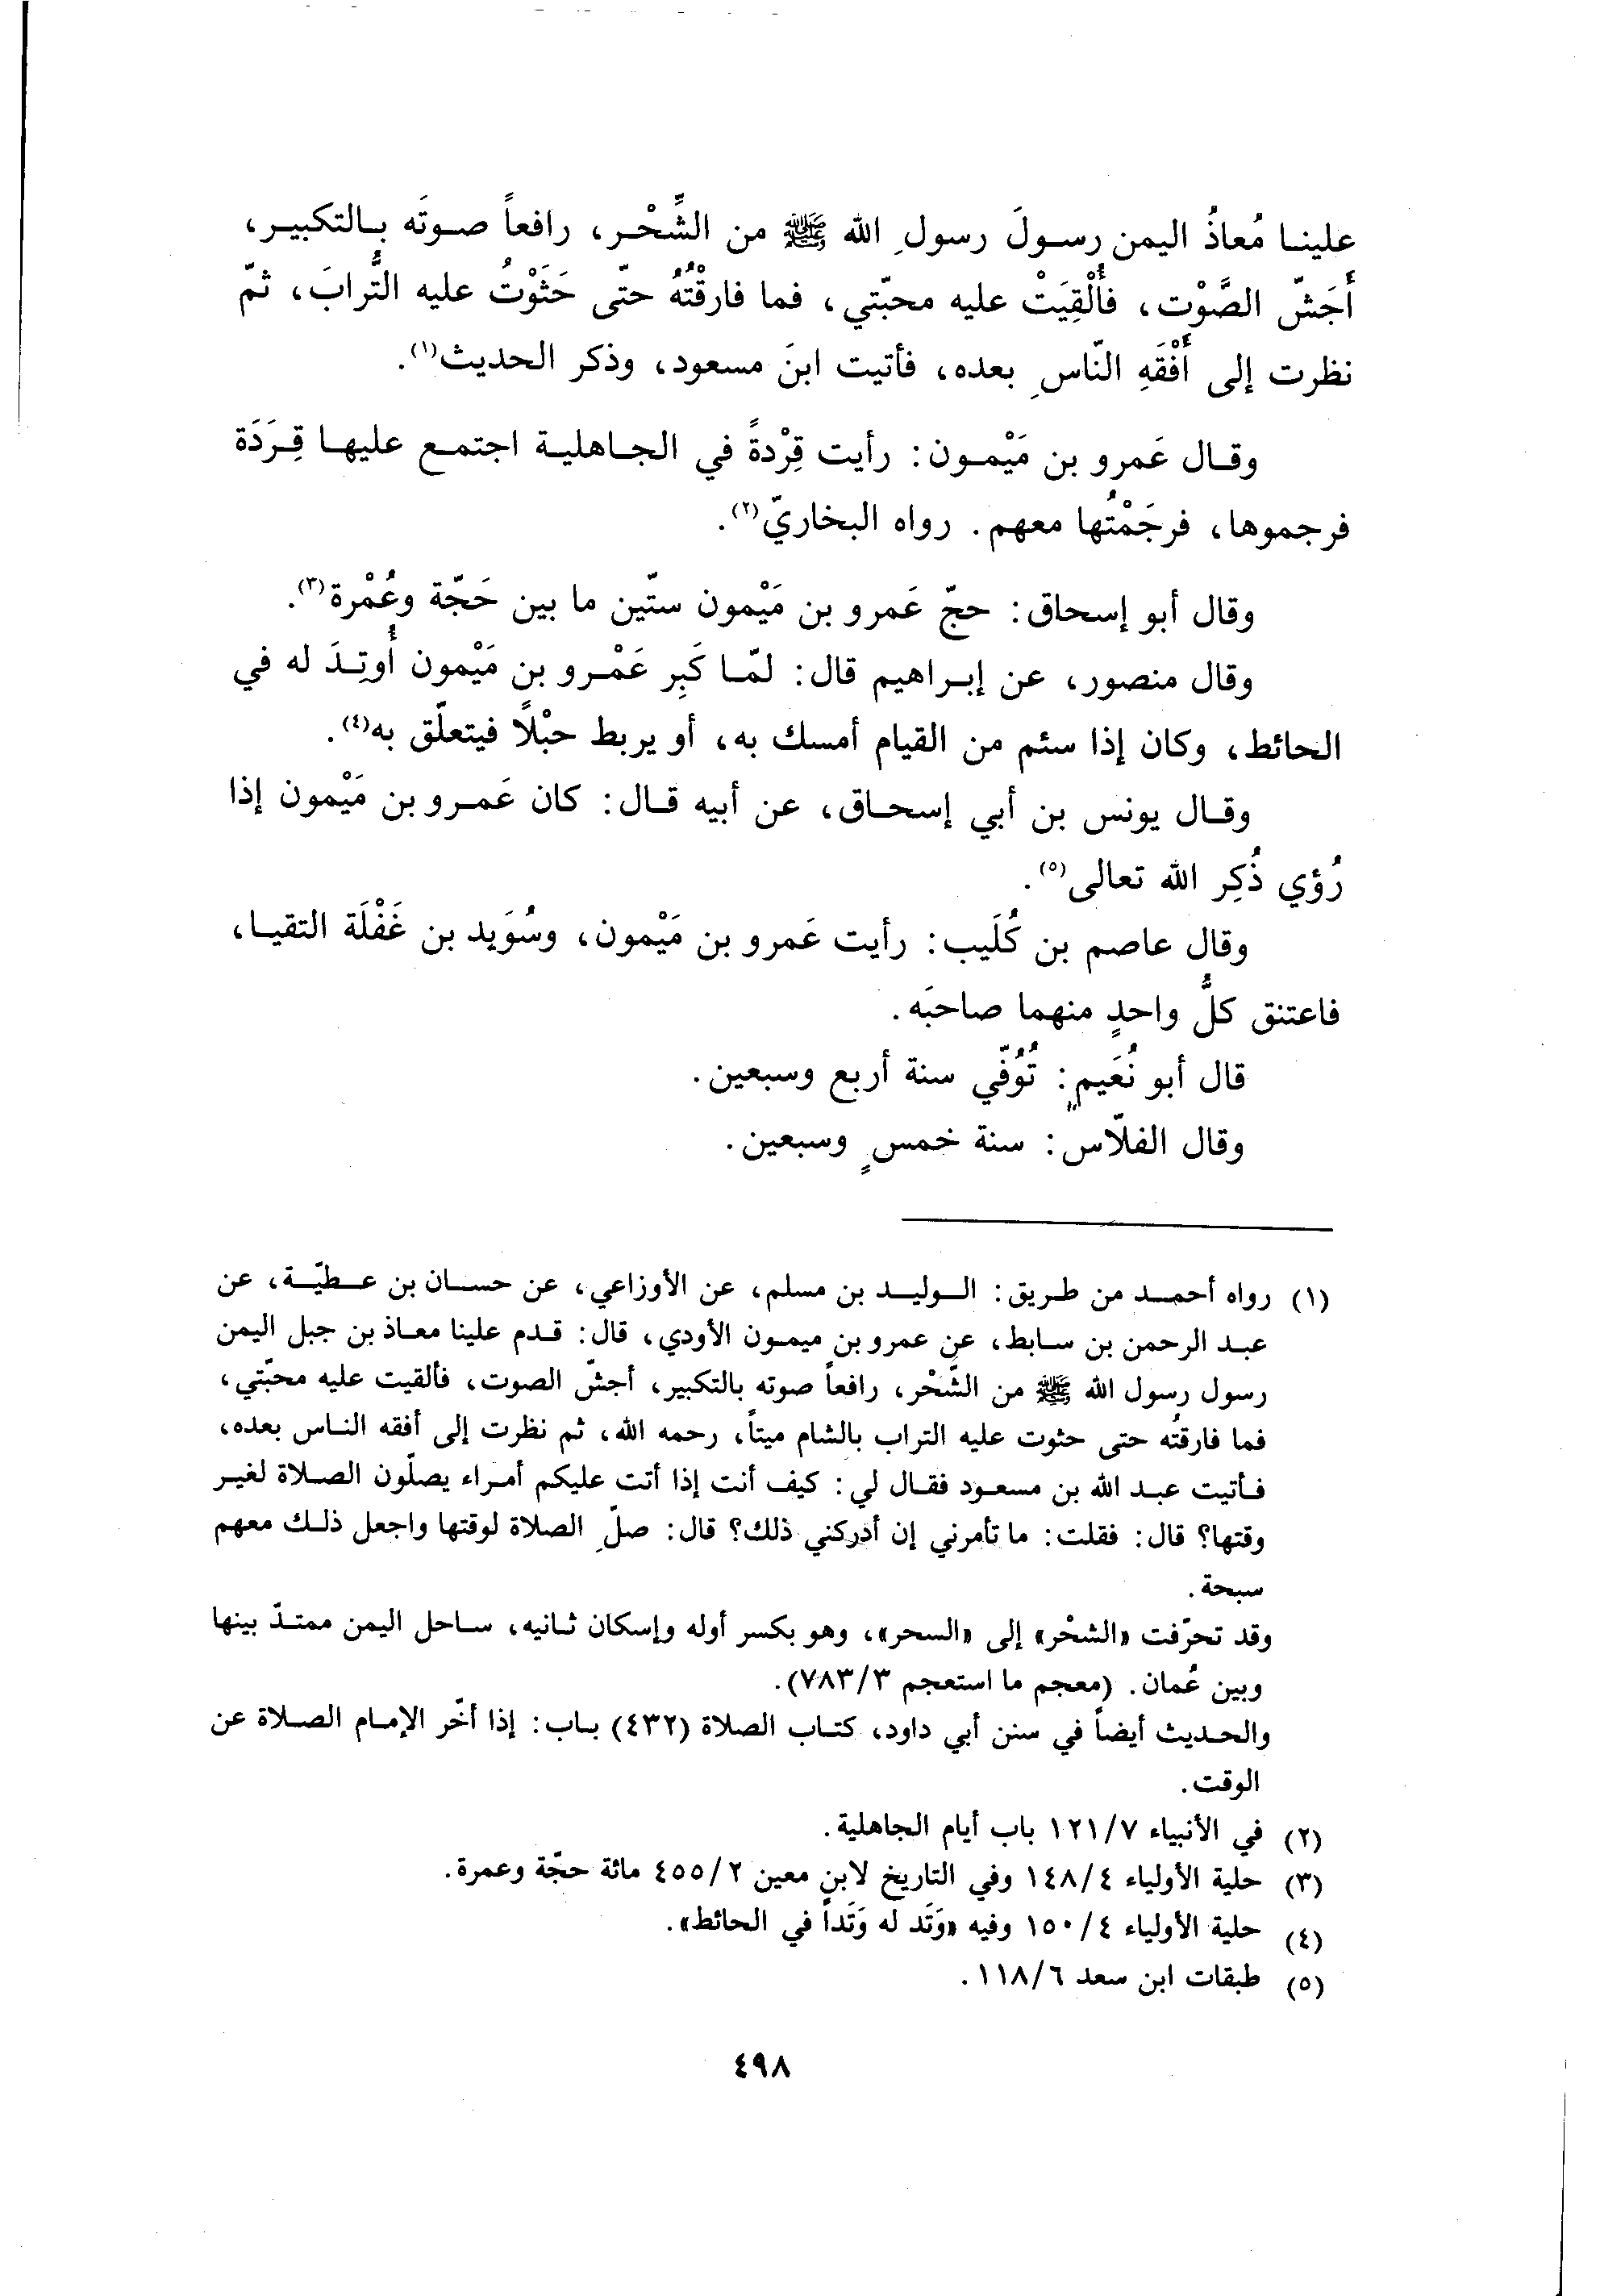 علينا مُعاذُ اليمن رسولَ رسولِ الله ﷺ من الشِّحْر، رافعاً صوتَه بالتكبير،
أَجَشّ الصَّوْت، فأُلْقِيَتْ عليه محبّتي، فما فارقْتُهُ حتّى حَثَوْتُ عليه التُّرابَ، ثمّ
نظرت إلى أَفْقَهِ النّاسِ بعده، فأتيت ابنَ مسعود، وذكر الحديث(١).
وقال عَمرو بن مَيْمون: رأيت قِرْدةً في الجاهلية اجتمع عليها قِرَدَة
فرجموها، فرجَمْتُها معهم. رواه البخاريّ(٢).
وقال أبو إسحاق: حجّ عَمرو بن مَيْمون ستّين ما بين حَجّة وعُمْرة(٣).
وقال منصور، عن إبراهيم قال: لمّا كَبِر عَمْرو بن مَيْمون أُوتِدَ له في
الحائط، وكان إذا سئم من القيام أمسك به، أو يربط حبْلاً فيتعلّق به(٤).
وقال يونس بن أبي إسحاق، عن أبيه قال: كان عَمرو بن مَيْمون إذا
رُؤي ذُكِر الله تعالى(٥).
وقال عاصم بن كُلَيب: رأيت عَمرو بن مَيْمون، وسُوَيد بن غَفْلَة التقيا،
فاعتنق كلُّ واحدٍ منهما صاحبَه.
قال أبو نُعَيم: تُوُفّي سنة أربع وسبعين.
وقال الفلّاس: سنة خمسٍ وسبعين.
(١) رواه أحمد من طريق: الوليد بن مسلم، عن الأوزاعي، عن حسان بن عطيّة، عن
عبد الرحمن بن سابط، عن عمرو بن ميمون الأودي، قال: قدم علينا معاذ بن جبل اليمن
رسول رسول الله ﷺ من الشّحْر، رافعاً صوته بالتكبير، أجشّ الصوت، فألقيت عليه محبّتي،
فما فارقتُه حتى حثوت عليه التراب بالشام ميتاً، رحمه الله، ثم نظرت إلى أفقه الناس بعده،
فأتيت عبد الله بن مسعود فقال لي: كيف أنت إذا أتت عليكم أمراء يصلّون الصلاة لغير
وقتها؟ قال: فقلت: ما تأمرني إن أدركني ذلك؟ قال: صلِّ الصلاة لوقتها واجعل ذلك معهم
سبحة.
وقد تحرّفت «الشحْر» إلى «السحر»، وهو بكسر أوله وإسكان ثانيه، ساحل اليمن ممتدّ بينها
وبين عُمان. (معجم ما استعجم ٧٨٣/٣).
والحديث أيضاً في سنن أبي داود، كتاب الصلاة (٤٣٢) باب: إذا أخّر الإمام الصلاة عن
الوقت.
(٢) في الأنبياء ١٢١/٧ باب أيام الجاهلية.
(٣) حلية الأولياء ١٤٨/٤ وفي التاريخ لابن معين ٤٥٥/٢ مائة حجّة وعمرة.
(٤) حلية الأولياء ١٥٠/٤ وفيه «وَتَد له وَتَداً في الحائط».
(٥) طبقات ابن سعد ١١٨/٦.
٤٩٨